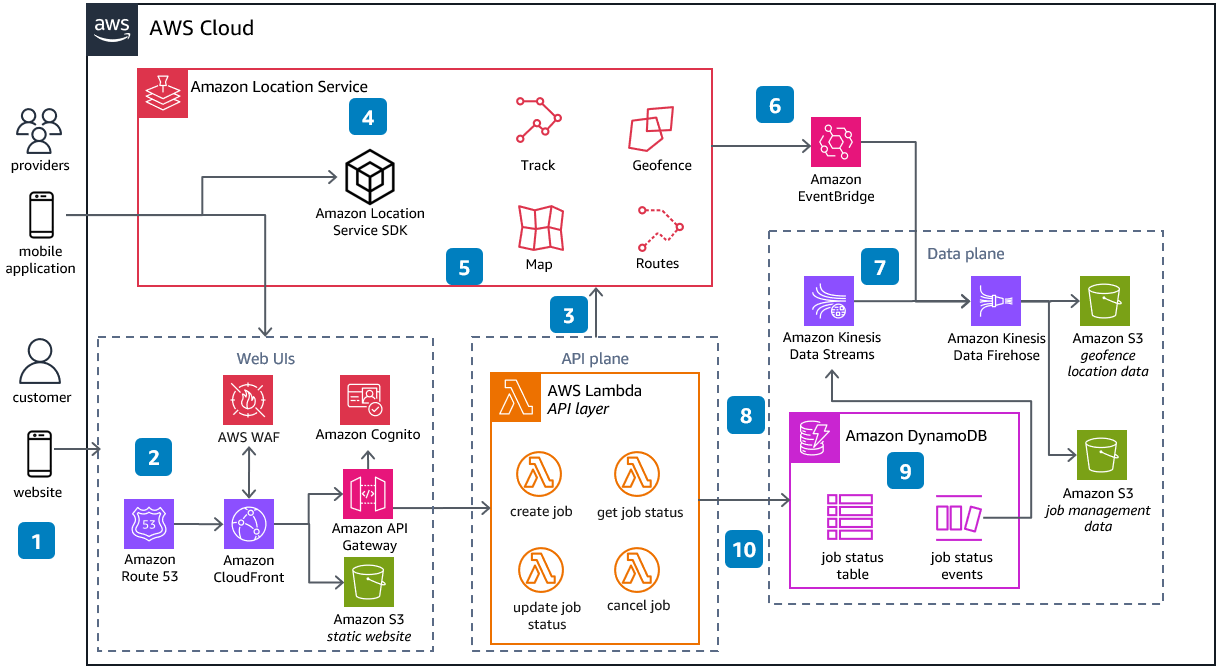 aws
AWS Cloud
Amazon Location Service
4
Amazon Location
Service SDK
Track
Geofence
Map
Routes
5
6
Amazon
EventBridge
providers
mobile
application
customer
website
1
Web UIs
2
AWS WAF
Amazon Cognito
53
Amazon
Route 53
Amazon
CloudFront
Amazon API
Gateway
Amazon S3
static website
3
API plane
AWS Lambda
API layer
create job
get job status
update job
status
cancel job
8
10
Data plane
7
Amazon Kinesis
Data Streams
Amazon Kinesis
Data Firehose
Amazon S3
geofence
location data
Amazon DynamoDB
9
job status
table
job status
events
Amazon S3
job management
data